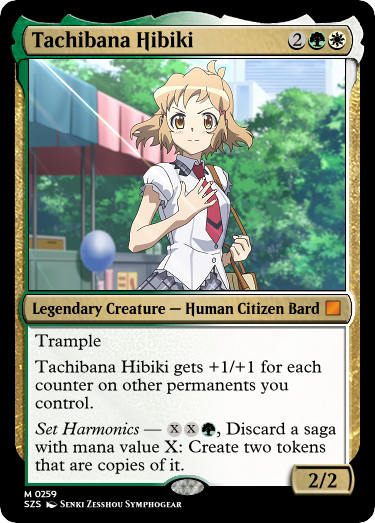 Tachibana Hibiki 2
Legendary Creature — Human Citizen Bard
Trample
Tachibana Hibiki gets +1/+1 for each
counter on other permanents you
control.
Set Harmonics — X X , Discard a saga
with mana value X: Create two tokens
that are copies of it.
2/2
M 0259
SZS Senki Zesshou Symphogear